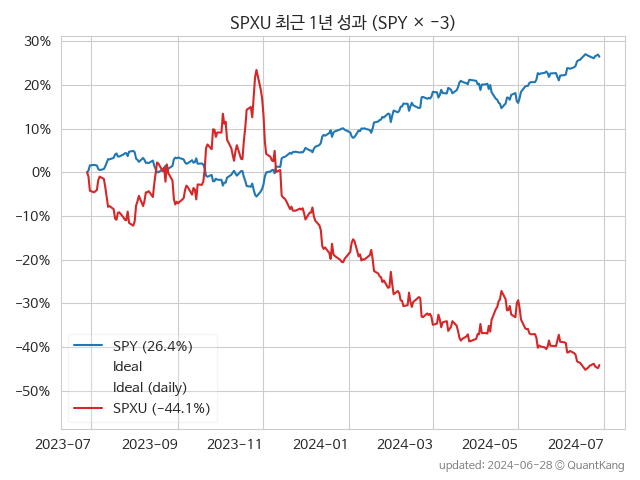 SPXU 최근 1년 성과 (SPY × −3)
30%
20%
10%
0%
−10%
−20%
−30%
−40%
−50%
SPY (26.4%)
Ideal
Ideal (daily)
SPXU (−44.1%)
2023-07 2023-09 2023-11 2024-01 2024-03 2024-05 2024-07
updated: 2024-06-28 © QuantKang